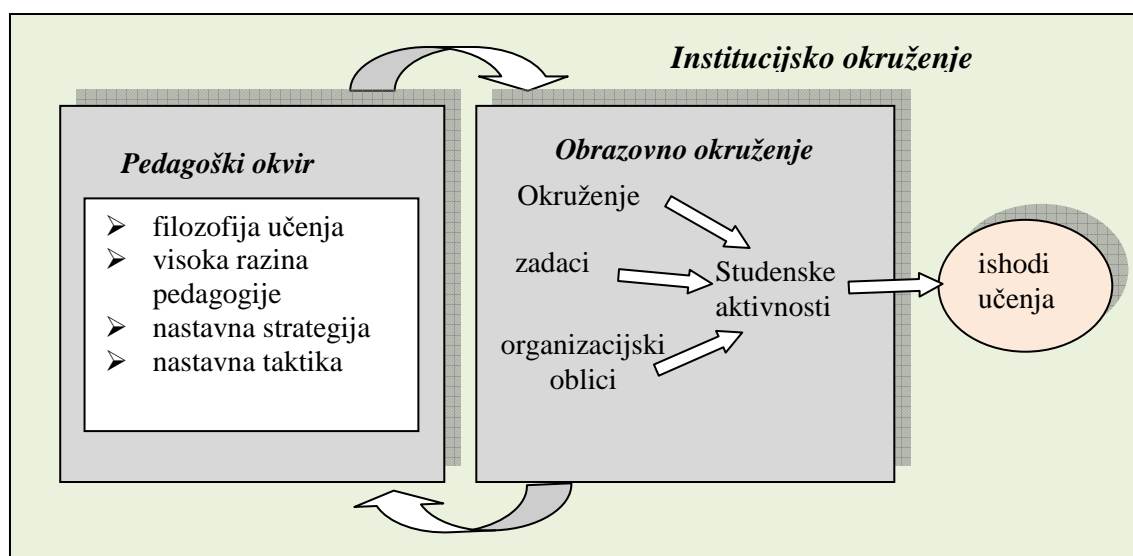 Institucijsko okruženje
Pedagoški okvir
➢ filozofija učenja
➢ visoka razina
pedagogije
➢ nastavna strategija
➢ nastavna taktika
Obrazovno okruženje
Okruženje
zadaci
organizacijski
oblici
Studenske
aktivnosti
ishodi
učenja